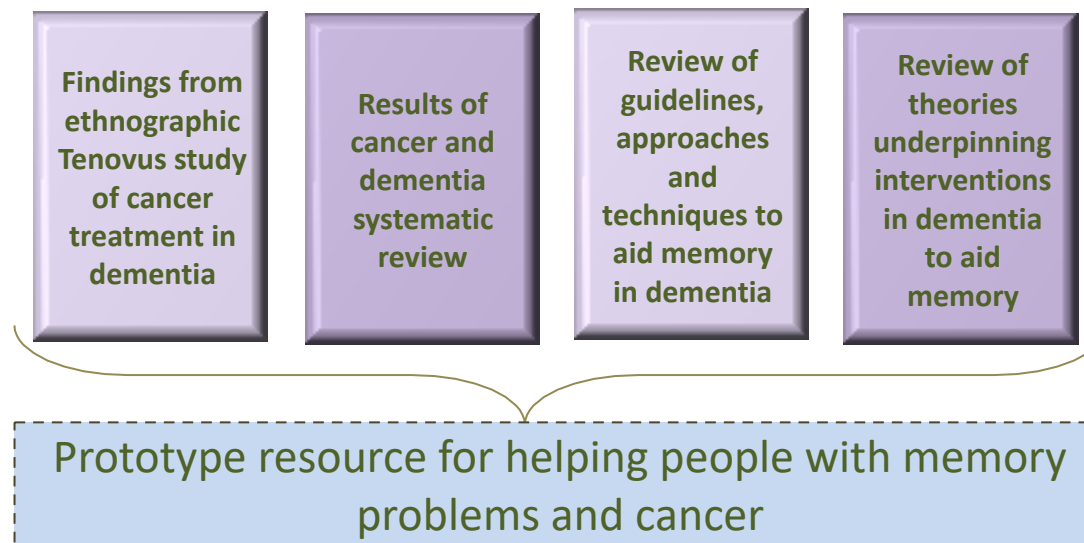 Findings from
ethnographic
Tenovus study
of cancer
treatment in
dementia
Results of
cancer and
dementia
systematic
review
Review of
guidelines,
approaches
and
techniques to
aid memory
in dementia
Review of
theories
underpinning
interventions
in dementia
to aid
memory
Prototype resource for helping people with memory
problems and cancer